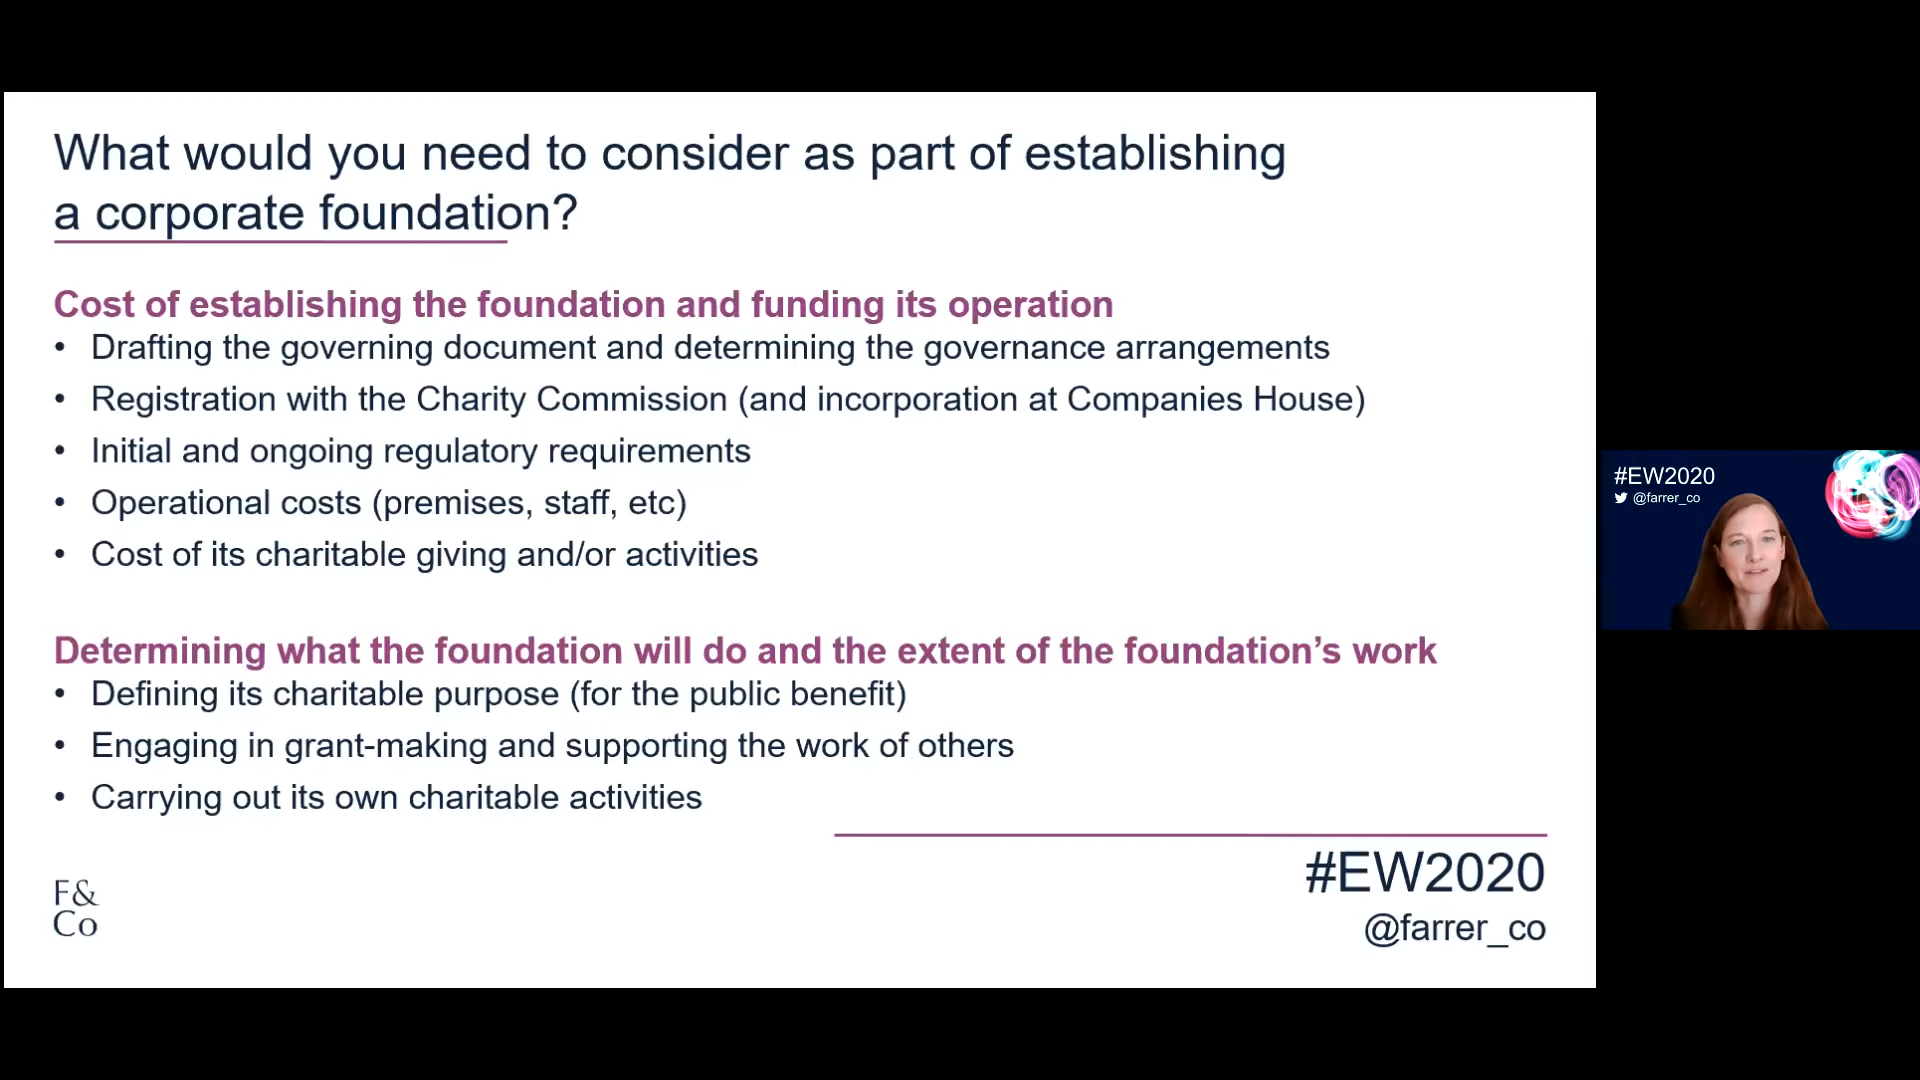 What would you need to consider as part of establishing
a corporate foundation?
Cost of establishing the foundation and funding its operation
• Drafting the governing document and determining the governance arrangements
• Registration with the Charity Commission (and incorporation at Companies House)
• Initial and ongoing regulatory requirements
• Operational costs (premises, staff, etc)
• Cost of its charitable giving and/or activities
Determining what the foundation will do and the extent of the foundation’s work
• Defining its charitable purpose (for the public benefit)
• Engaging in grant-making and supporting the work of others
• Carrying out its own charitable activities
#EW2020
@farrer_co
F&
Co
#EW2020
@farrer_co